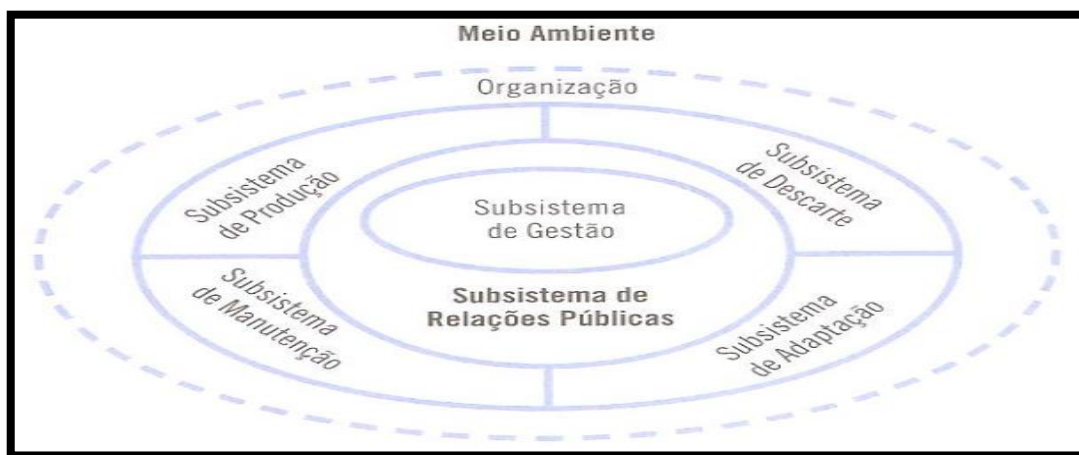 Meio Ambiente
Organização
Subsistema
de Produção
Subsistema
de Descarte
Subsistema
de Gestão
Subsistema
de Manutenção
Subsistema de
Relações Públicas
Subsistema
de Adaptação